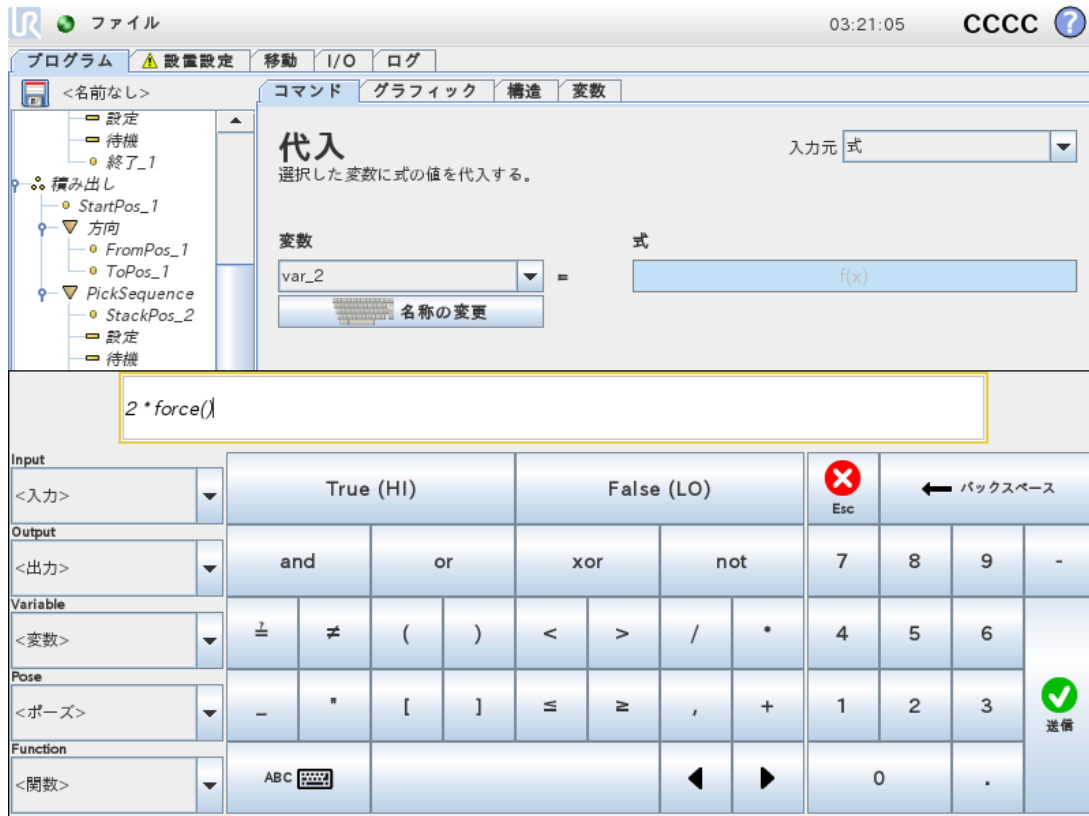 UR ファイル 03:21:05 CCCC ?
プログラム 設置設定 移動 I/O ログ
<名前なし> コマンド グラフィック 構造 変数
設定
待機
終了_1
積み出し
StartPos_1
方向
FromPos_1
ToPos_1
PickSequence
StackPos_2
設定
待機
代入
入力元 式
選択した変数に式の値を代入する。
変数 式
var_2 = f(x)
名称の変更
2 * force()
Input
<入力> True (HI) False (LO) Esc バックスペース
Output
<出力> and or xor not 7 8 9 -
Variable
<変数> ≟ ≠ ( ) < > / * 4 5 6
Pose
<ポーズ> _ " [ ] ≤ ≥ , + 1 2 3 送信
Function
<関数> ABC 0 .